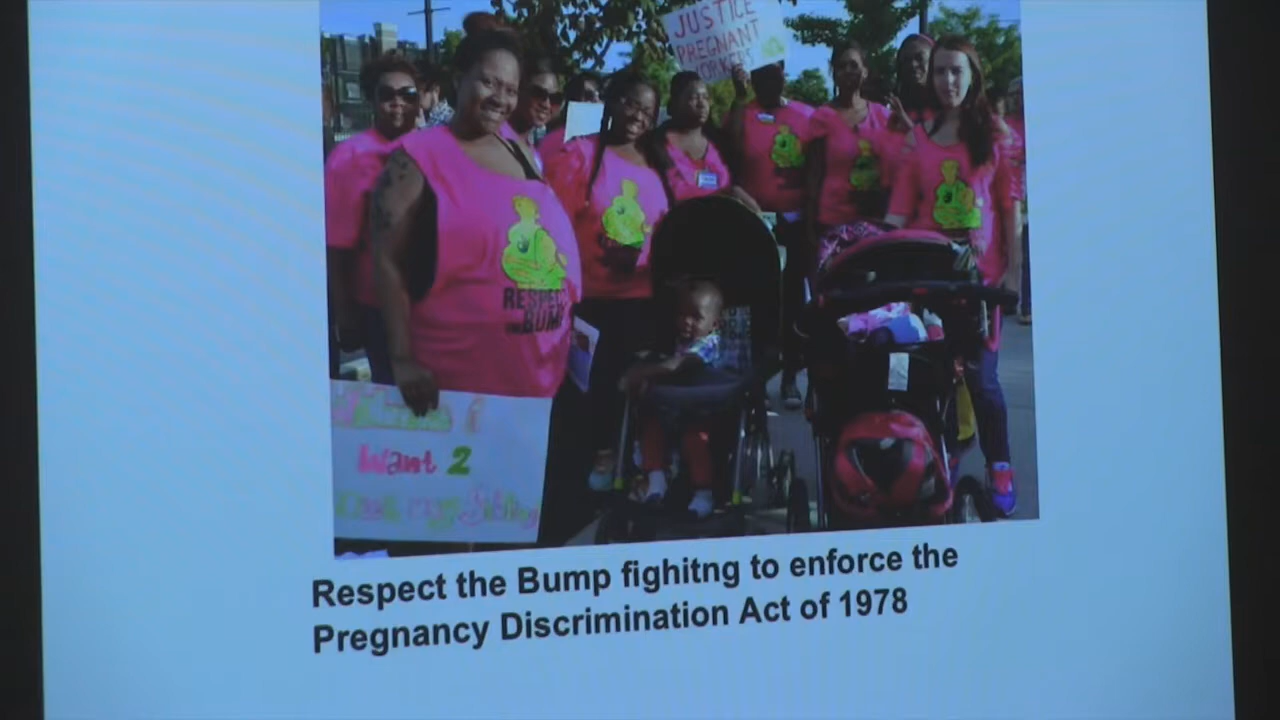 JUSTICE
PREGNANT
WORKERS
RESPECT
THE BUMP
Want 2
Respect the Bump fighitng to enforce the
Pregnancy Discrimination Act of 1978